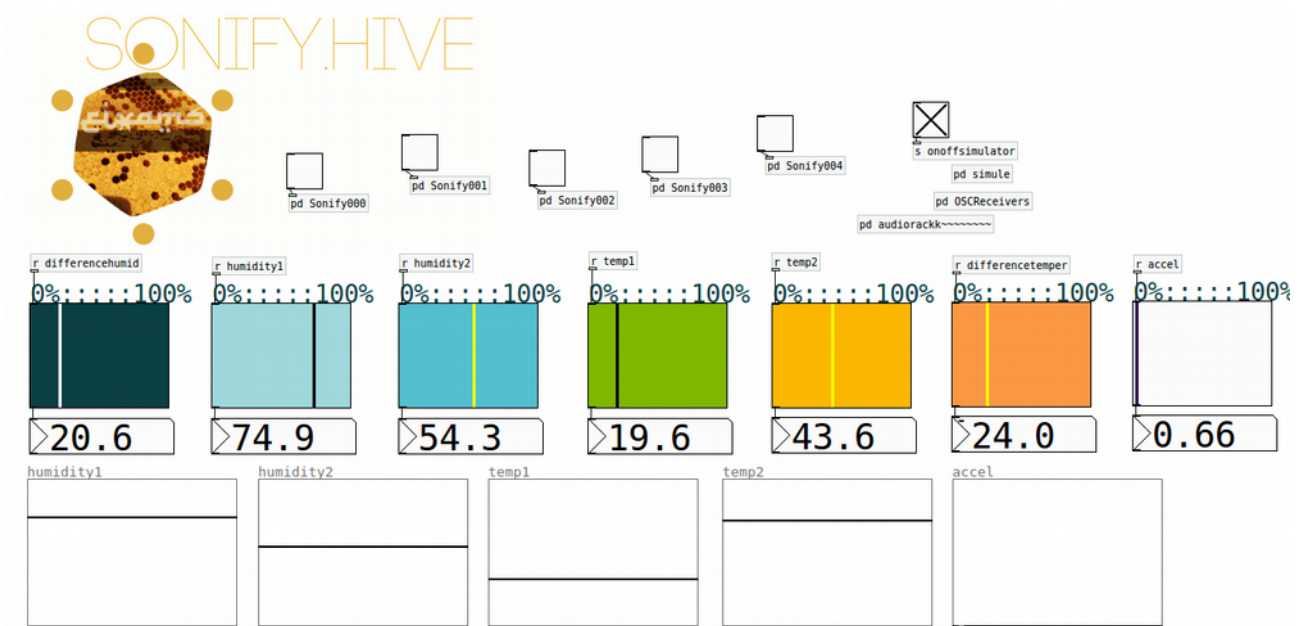 SONIFY.HIVE
eixams
pd Sonify000
pd Sonify001
pd Sonify002
pd Sonify003
pd Sonify004
s onoffsimulator
pd simule
pd OSCReceivers
pd audiorackk~~~~~~~~
r differencehumid
r humidity1
r humidity2
r temp1
r temp2
r differencetemper
r accel
0%:::::100%
0%:::::100%
0%:::::100%
0%:::::100%
0%:::::100%
0%:::::100%
0%:::::100%
20.6
74.9
54.3
19.6
43.6
24.0
0.66
humidity1
humidity2
temp1
temp2
accel